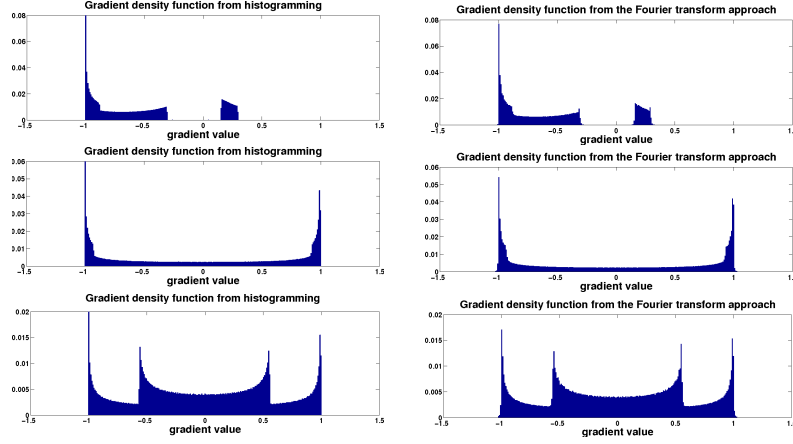 Gradient density function from histogramming
0.08
0.06
0.04
0.02
0
−1.5 −1 −0.5 0 0.5 1 1.5
gradient value
Gradient density function from the Fourier transform approach
0.08
0.06
0.04
0.02
0
−1.5 −1 −0.5 0 0.5 1 1.
gradient value
Gradient density function from histogramming
0.06
0.05
0.04
0.03
0.02
0.01
0
−1.5 −1 −0.5 0 0.5 1 1.5
gradient value
Gradient density function from the Fourier transform approach
0.06
0.05
0.04
0.03
0.02
0.01
0
−1.5 −1 −0.5 0 0.5 1 1.
gradient value
Gradient density function from histogramming
0.02
0.015
0.01
0.005
0
−1.5 −1 −0.5 0 0.5 1 1.5
gradient value
Gradient density function from the Fourier transform approach
0.02
0.015
0.01
0.005
0
−1.5 −1 −0.5 0 0.5 1 1.
gradient value